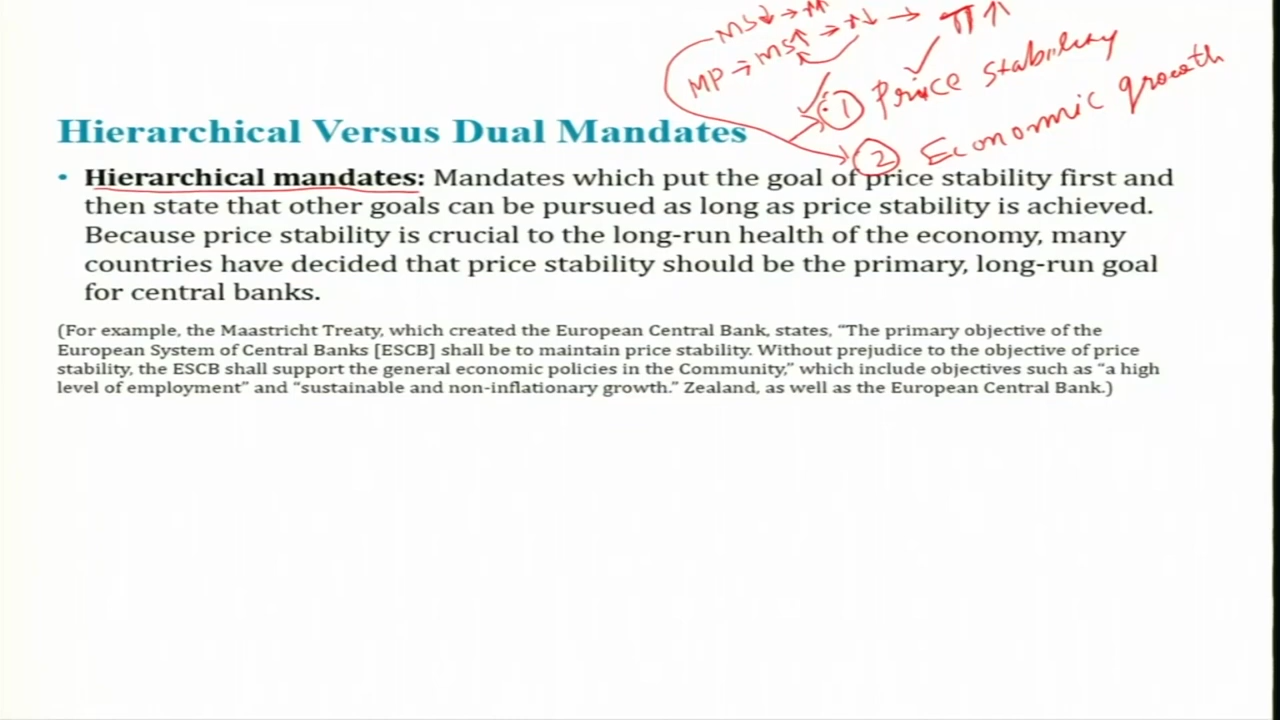 MS↓ → r↑
MP → MS↑ → r↓ → π↑
① Price stability
② Economic growth
Hierarchical Versus Dual Mandates
• Hierarchical mandates: Mandates which put the goal of price stability first and
then state that other goals can be pursued as long as price stability is achieved.
Because price stability is crucial to the long-run health of the economy, many
countries have decided that price stability should be the primary, long-run goal
for central banks.
(For example, the Maastricht Treaty, which created the European Central Bank, states, “The primary objective of the
European System of Central Banks [ESCB] shall be to maintain price stability. Without prejudice to the objective of price
stability, the ESCB shall support the general economic policies in the Community,” which include objectives such as “a high
level of employment” and “sustainable and non-inflationary growth.” Zealand, as well as the European Central Bank.)